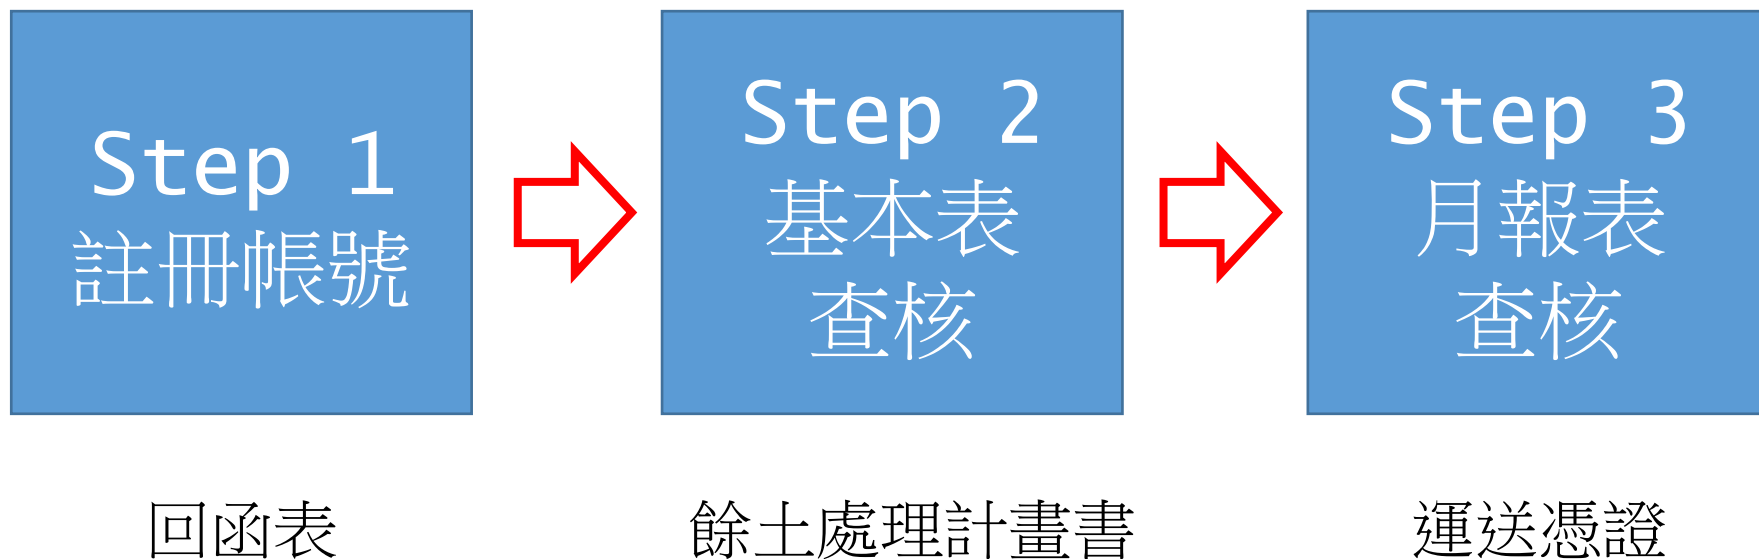 Step 1
註冊帳號
Step 2
基本表
查核
Step 3
月報表
查核
回函表
餘土處理計畫書
運送憑證